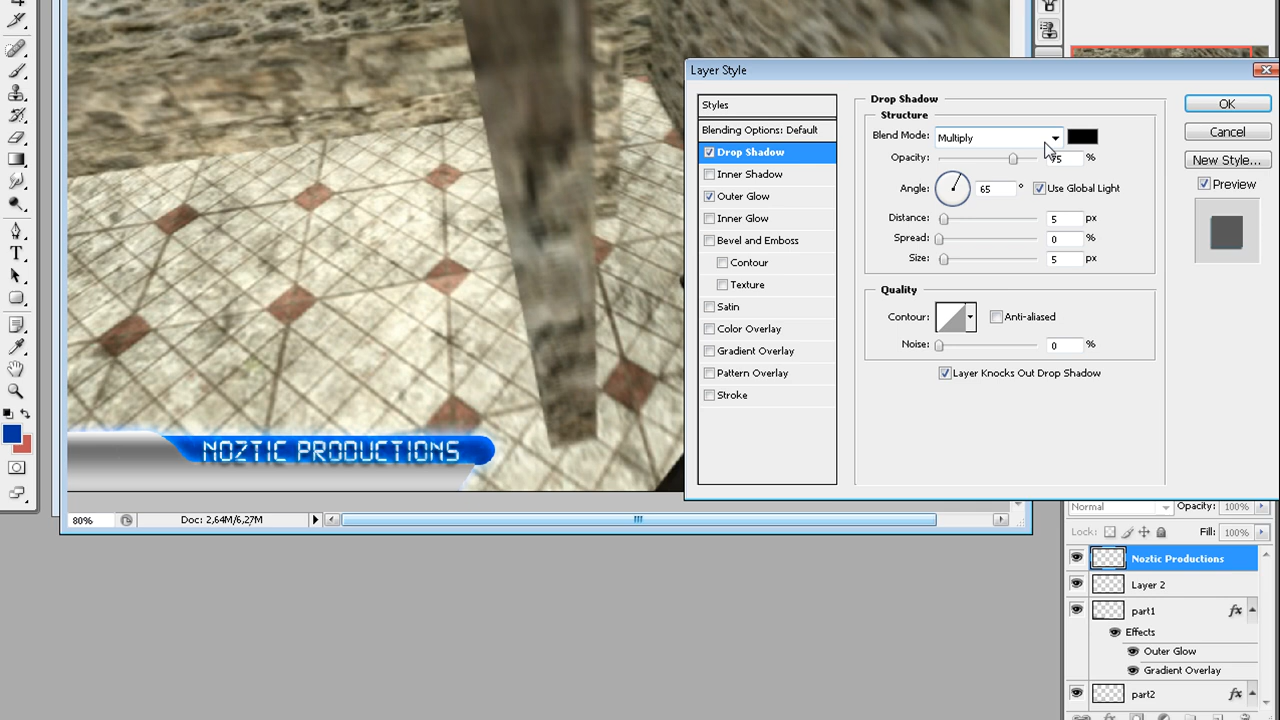 Layer Style
Styles
Blending Options: Default
Drop Shadow
Inner Shadow
Outer Glow
Inner Glow
Bevel and Emboss
Contour
Texture
Satin
Color Overlay
Gradient Overlay
Pattern Overlay
Stroke
Drop Shadow
Structure
Blend Mode: Multiply
Opacity: 75 %
Angle: 65 ° Use Global Light
Distance: 5 px
Spread: 0 %
Size: 5 px
Quality
Contour: Anti-aliased
Noise: 0 %
Layer Knocks Out Drop Shadow
OK
Cancel
New Style...
Preview
NOZTIC PRODUCTIONS
80% Doc: 2,64M/6,27M
Normal Opacity: 100%
Lock: Fill: 100%
Noztic Productions
Layer 2
part1 fx
Effects
Outer Glow
Gradient Overlay
part2 fx
T